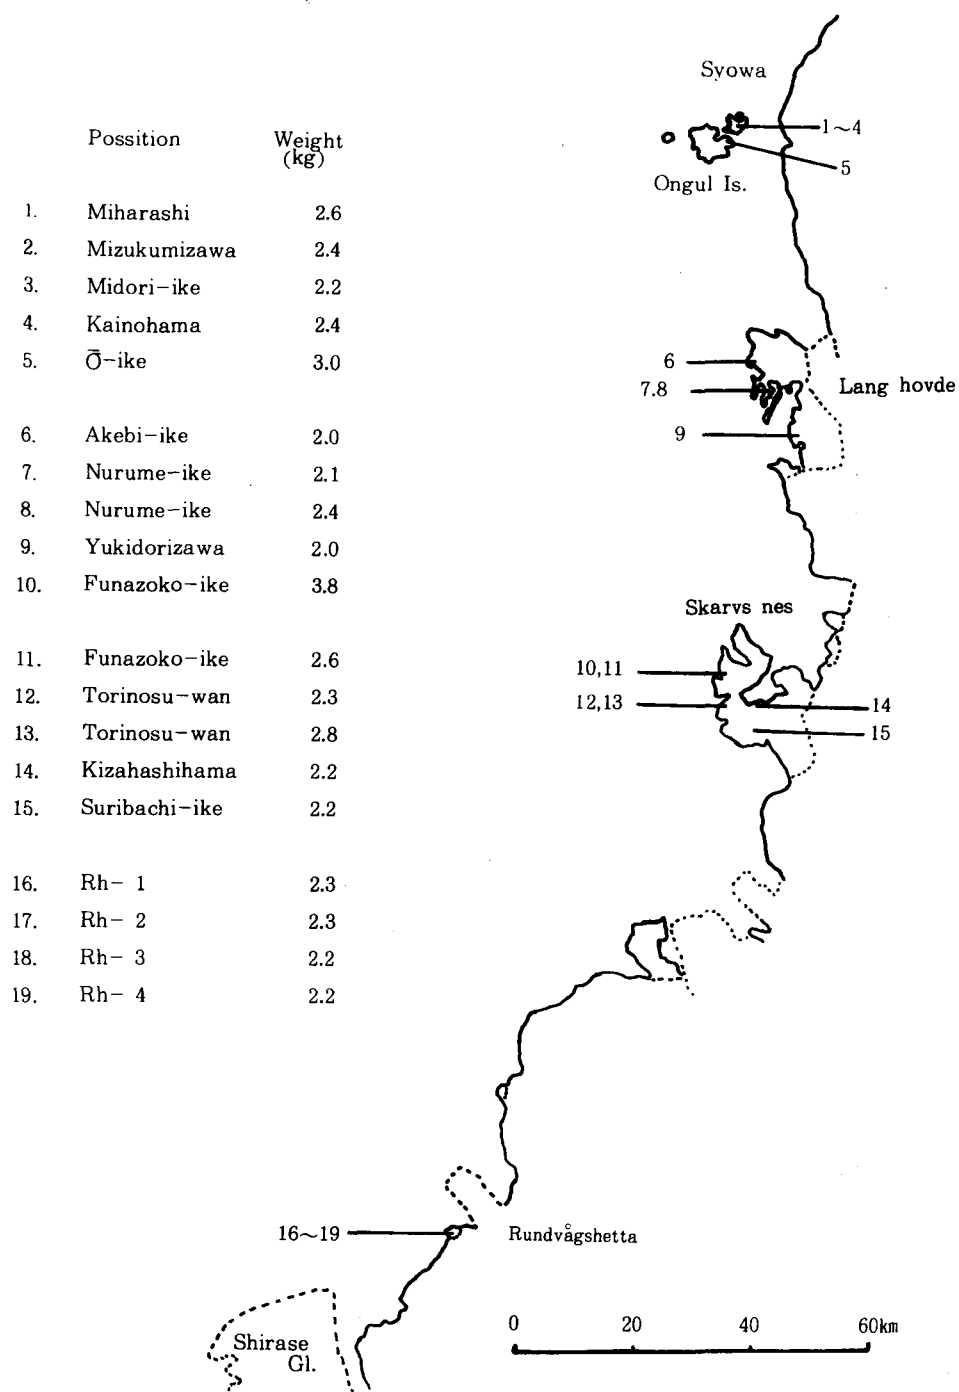 Possition Weight
(kg)
1. Miharashi 2.6
2. Mizukumizawa 2.4
3. Midori-ike 2.2
4. Kainohama 2.4
5. Ō-ike 3.0
6. Akebi-ike 2.0
7. Nurume-ike 2.1
8. Nurume-ike 2.4
9. Yukidorizawa 2.0
10. Funazoko-ike 3.8
11. Funazoko-ike 2.6
12. Torinosu-wan 2.3
13. Torinosu-wan 2.8
14. Kizahashihama 2.2
15. Suribachi-ike 2.2
16. Rh- 1 2.3
17. Rh- 2 2.3
18. Rh- 3 2.2
19. Rh- 4 2.2
Syowa
1~4
5
Ongul Is.
6
7.8
Lang hovde
9
Skarvs nes
10,11
12,13
14
15
16~19
Rundvågshetta
Shirase
Gl.
0 20 40 60km